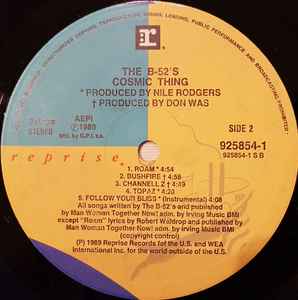 THE B-52'S
COSMIC THING
* PRODUCED BY NILE RODGERS
† PRODUCED BY DON WAS
STEREO
AEPI
℗ 1989
SIDE 2
925854-1
925854-1 S B
1. ROAM* 4:54
2. BUSHFIRE † 4:58
3. CHANNEL Z † 4:49
4. TOPAZ * 4:20
5. FOLLOW YOUR BLISS * (Instrumental) 4:08
All songs written by The B-52's and published
by Man Woman Together Now! adm. by Irving Music BMI
except "Roam" lyrics by Robert Waldrop and published by
Man Woman Together Now! adm. by Irving Music BMI
(copyright control)
℗ 1989 Reprise Records for the U.S. and WEA
International Inc. for the world outside of the U.S.
reprise